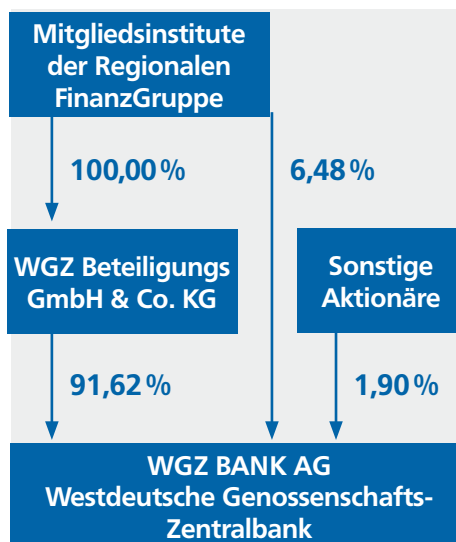 Mitgliedsinstitute
der Regionalen
FinanzGruppe
100,00 %
6,48 %
WGZ Beteiligungs
GmbH & Co. KG
Sonstige
Aktionäre
91,62 %
1,90 %
WGZ BANK AG
Westdeutsche Genossenschafts-
Zentralbank